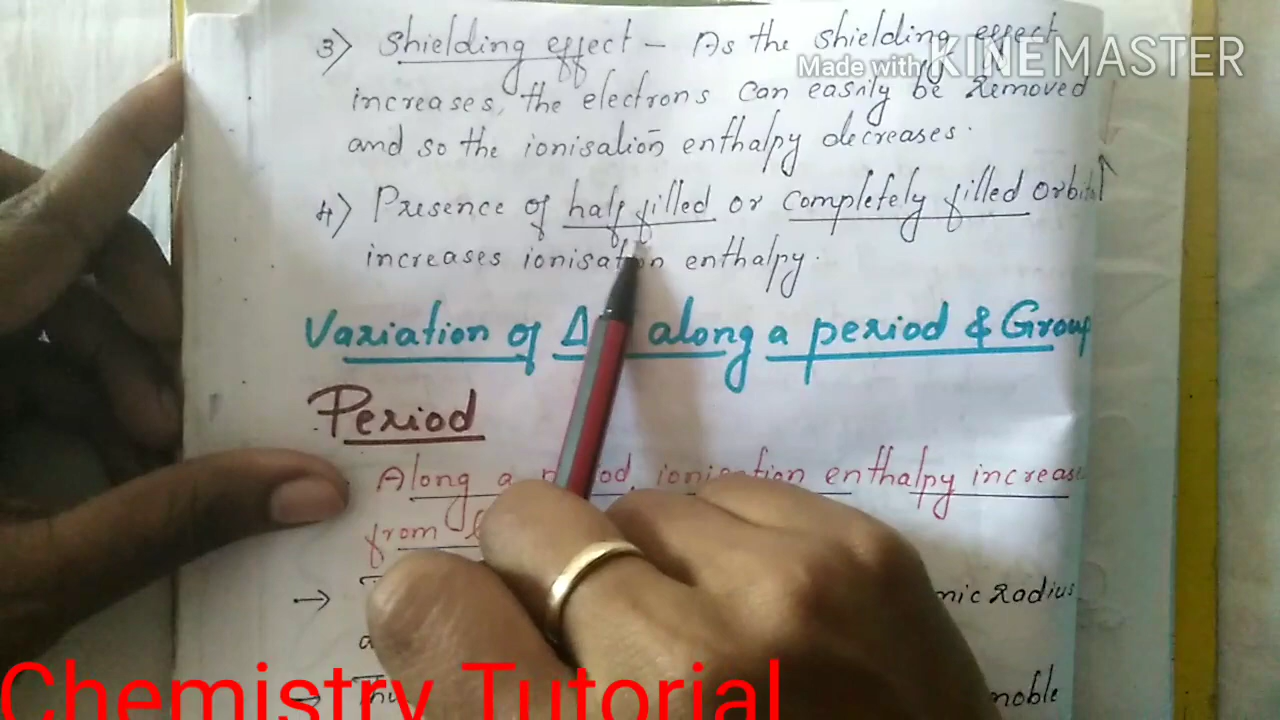 3) Shielding effect - As the shielding effect
Made with KINEMASTER
increases, the electrons can easily be removed
and so the ionisation enthalpy decreases.
4) Presence of half filled or completely filled orbital
increases ionisation enthalpy.
Variation of Δ along a period & Group
Period
Along a ionisation enthalpy increase
from
→ radius
→ noble
Chemistry Tutorial